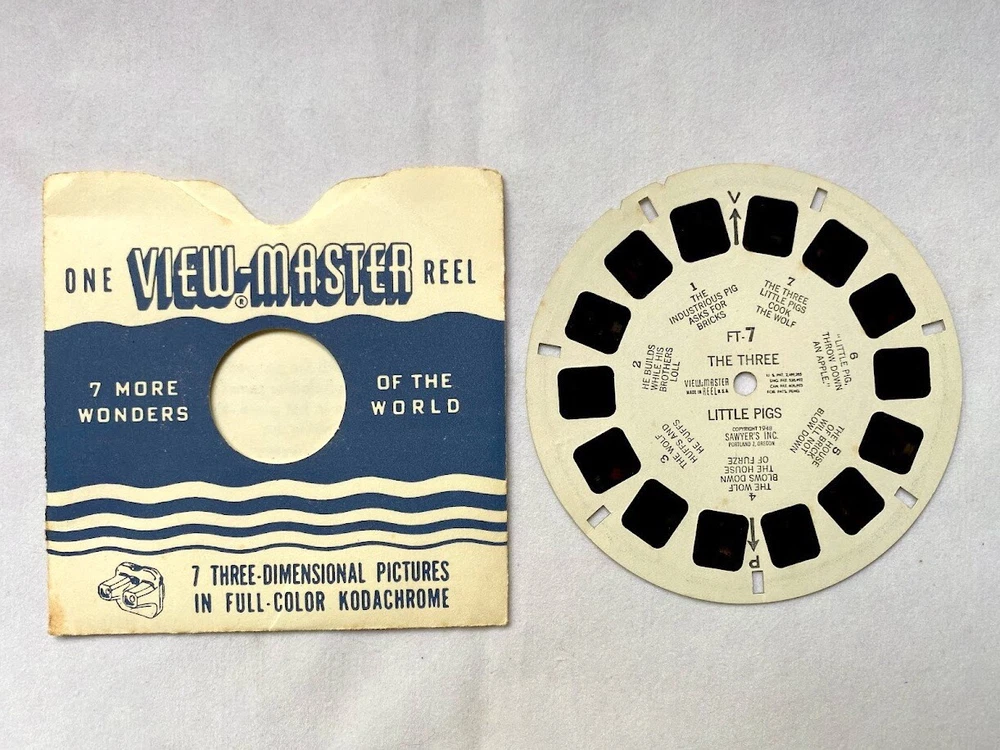 ONE VIEW-MASTER® REEL
7 MORE
WONDERS
OF THE
WORLD
7 THREE-DIMENSIONAL PICTURES
IN FULL-COLOR KODACHROME
V
1
THE
INDUSTRIOUS PIG
ASKS FOR
BRICKS
7
THE THREE
LITTLE PIGS
COOK
THE WOLF
FT-7
THE THREE
2
HE BUILDS
WHILE HIS
BROTHERS
LOLL
6
"LITTLE PIG,
THROW DOWN
AN APPLE."
VIEW-MASTER
MADE IN REEL U.S.A.
LITTLE PIGS
COPYRIGHT 1948
SAWYER'S INC.
PORTLAND 2, OREGON
3
THE WOLF
HUFFS AND
HE PUFFS
5
THE HOUSE
OF BRICK
WILL NOT
BLOW DOWN
4
THE WOLF
BLOWS DOWN
THE HOUSE
OF FURZE
P